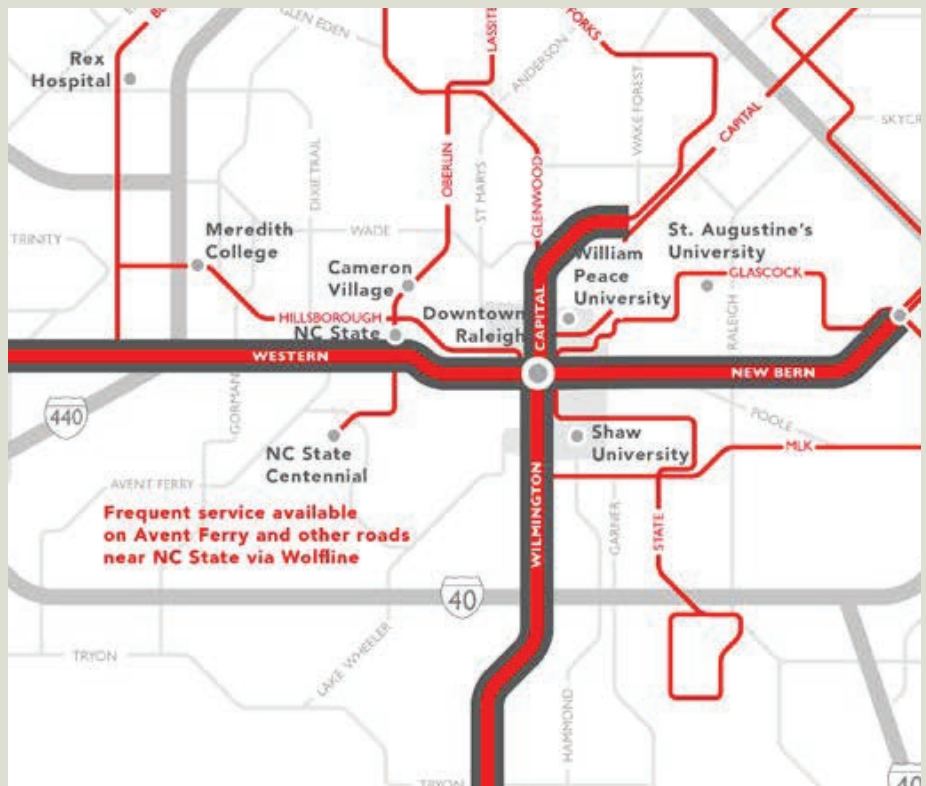 GLEN EDEN
LASSITE
FORKS
ANDERSON
Rex
Hospital
WAKE FOREST
CAPITAL
SKYCR
OBERLIN
DIXIE TRAIL
ST MARYS
GLENWOOD
TRINITY
Meredith
College
WADE
St. Augustine's
University
Cameron
Village
William
Peace
University
GLASCOCK
HILLSBOROUGH
Downtown
Raleigh
CAPITAL
NC State
RALEIGH
WESTERN
NEW BERN
440
GORMAN
POOLE
NC State
Centennial
Shaw
University
MLK
AVENT FERRY
WILMINGTON
Frequent service available
on Avent Ferry and other roads
near NC State via Wolfline
STATE
GARNER
40
TRYON
LAKE WHEELER
HAMMOND
TRYON
40